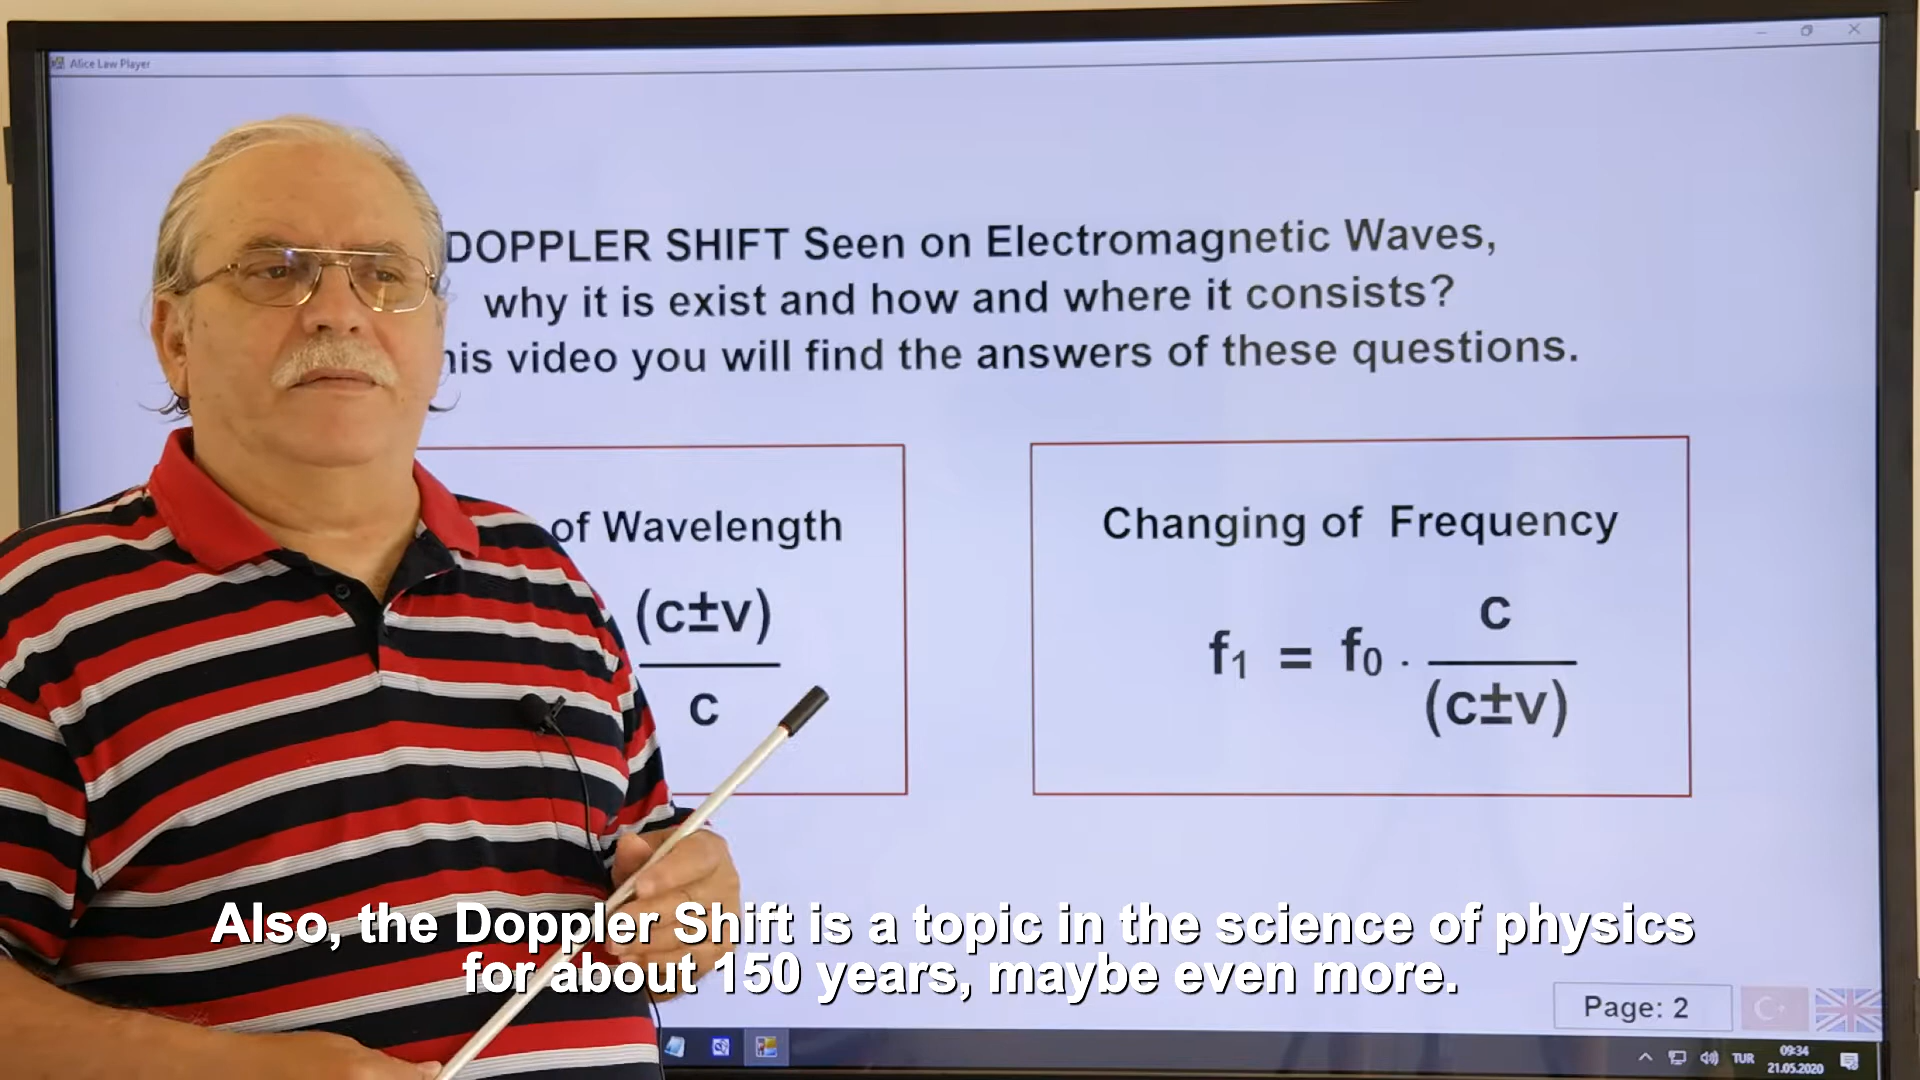 Alice Law Player
DOPPLER SHIFT Seen on Electromagnetic Waves,
why it is exist and how and where it consists?
his video you will find the answers of these questions.
of Wavelength
(c±v)
c
Changing of Frequency
f₁ = f₀ . c
(c±v)
Also, the Doppler Shift is a topic in the science of physics
for about 150 years, maybe even more.
Page: 2
TUR
09:34
21.05.2020